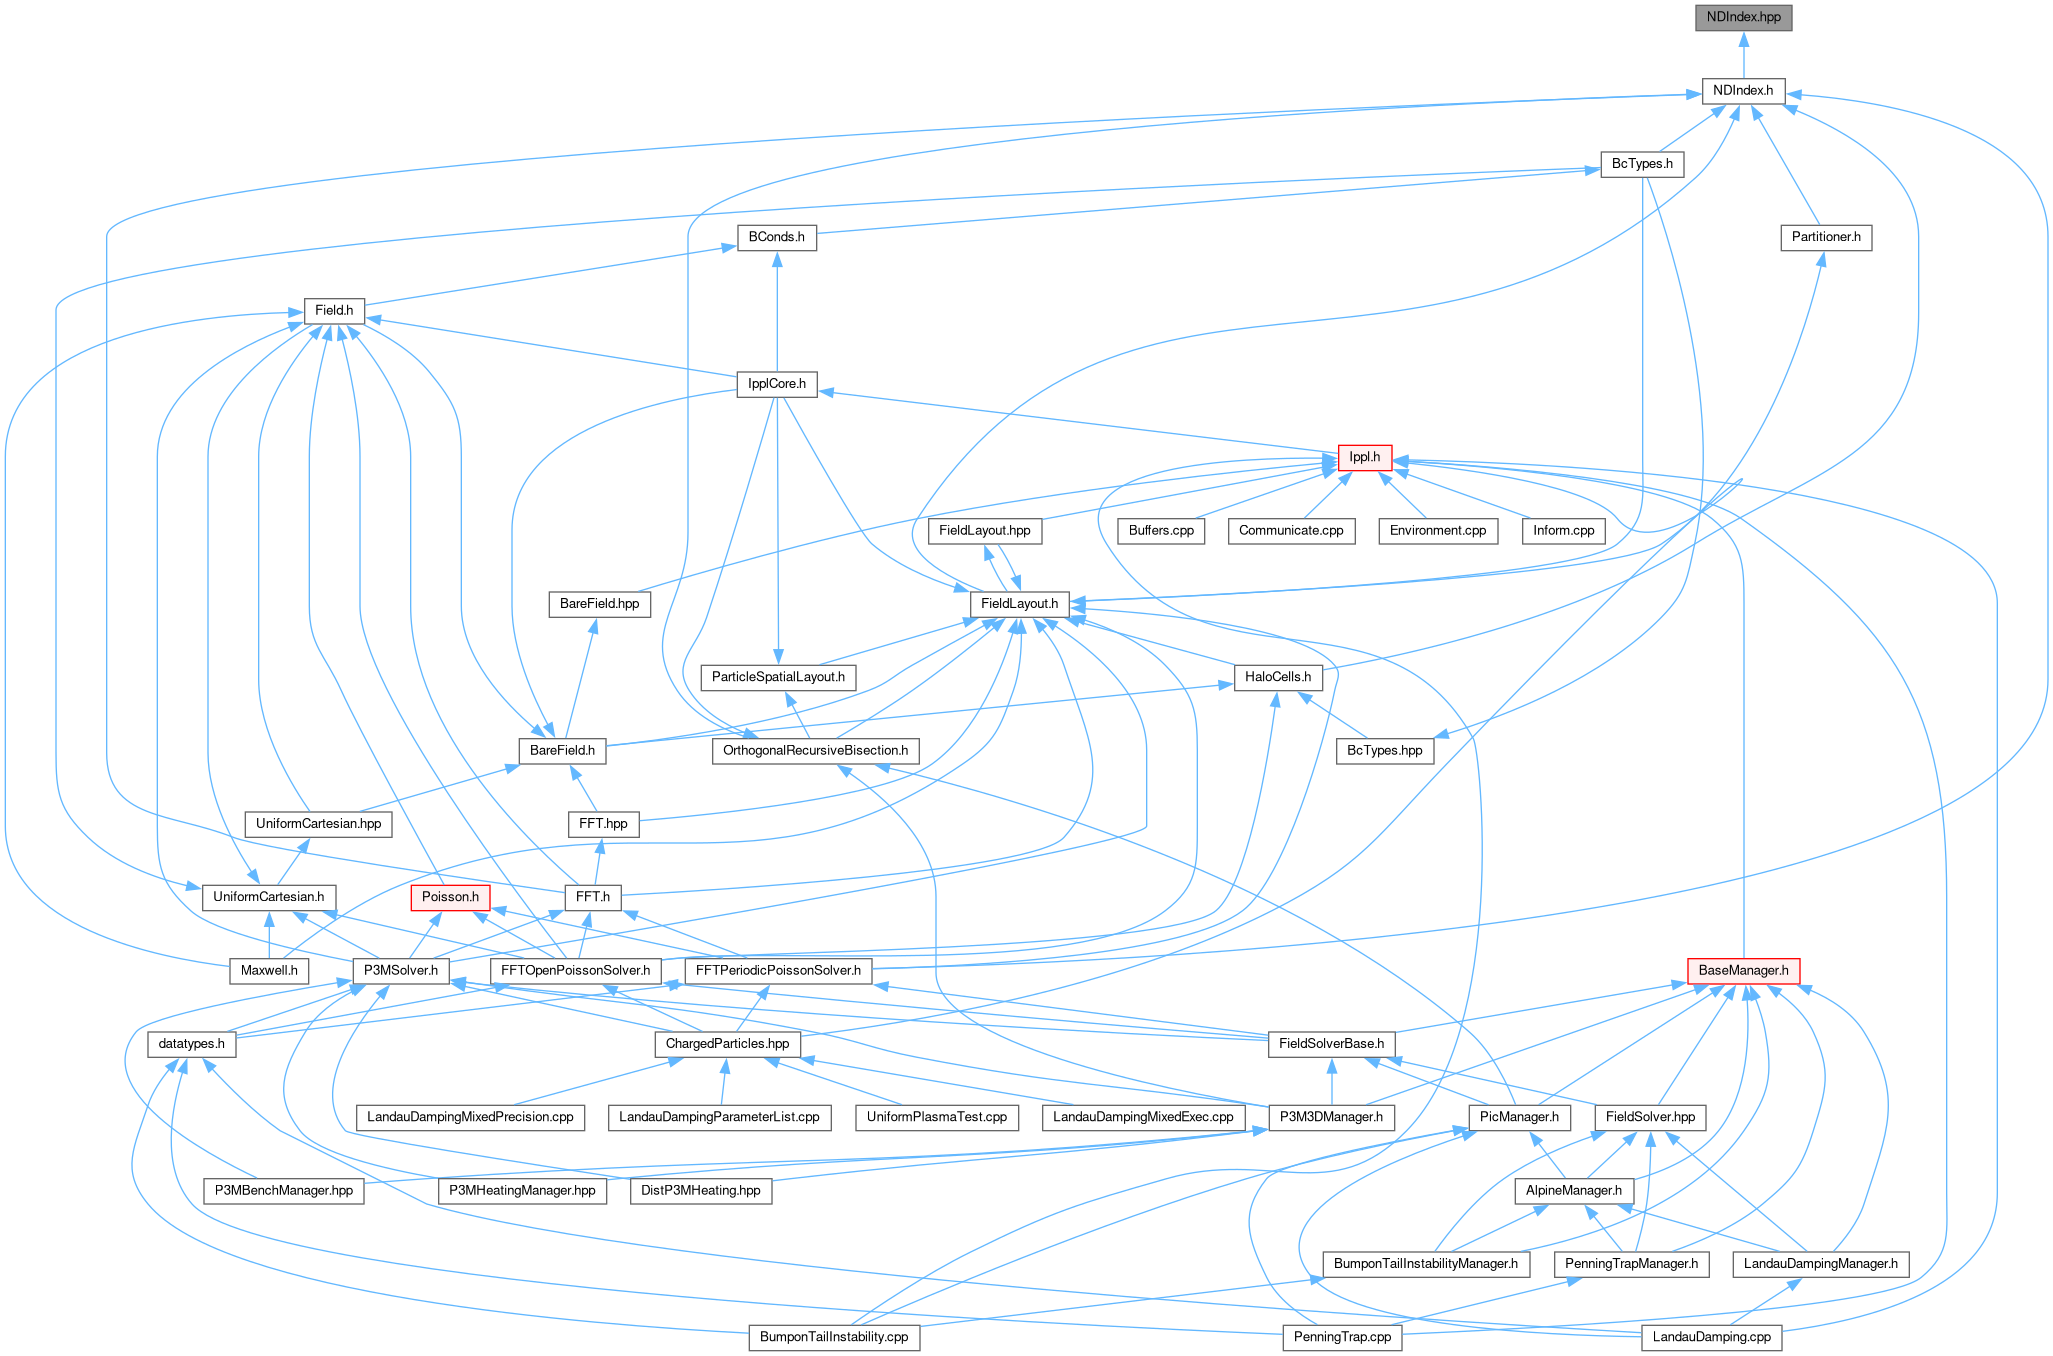 NDIndex.hpp
NDIndex.h
BcTypes.h
BConds.h
Partitioner.h
Field.h
IpplCore.h
Ippl.h
FieldLayout.hpp
Buffers.cpp
Communicate.cpp
Environment.cpp
Inform.cpp
BareField.hpp
FieldLayout.h
ParticleSpatialLayout.h
HaloCells.h
BareField.h
OrthogonalRecursiveBisection.h
BcTypes.hpp
UniformCartesian.hpp
FFT.hpp
UniformCartesian.h
Poisson.h
FFT.h
Maxwell.h
P3MSolver.h
FFTOpenPoissonSolver.h
FFTPeriodicPoissonSolver.h
BaseManager.h
datatypes.h
ChargedParticles.hpp
FieldSolverBase.h
LandauDampingMixedPrecision.cpp
LandauDampingParameterList.cpp
UniformPlasmaTest.cpp
LandauDampingMixedExec.cpp
P3M3DManager.h
PicManager.h
FieldSolver.hpp
P3MBenchManager.hpp
P3MHeatingManager.hpp
DistP3MHeating.hpp
AlpineManager.h
BumponTailInstabilityManager.h
PenningTrapManager.h
LandauDampingManager.h
BumponTailInstability.cpp
PenningTrap.cpp
LandauDamping.cpp